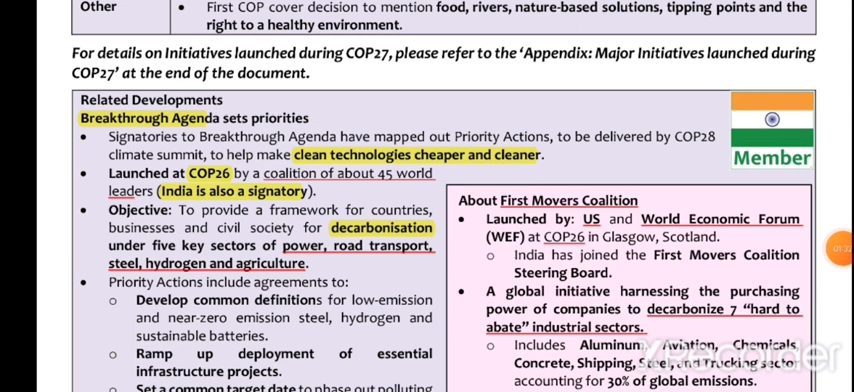 Other
• First COP cover decision to mention food, rivers, nature-based solutions, tipping points and the
right to a healthy environment.
For details on Initiatives launched during COP27, please refer to the 'Appendix: Major Initiatives launched during
COP27' at the end of the document.
Related Developments
Breakthrough Agenda sets priorities
• Signatories to Breakthrough Agenda have mapped out Priority Actions, to be delivered by COP28
climate summit, to help make clean technologies cheaper and cleaner.
• Launched at COP26 by a coalition of about 45 world
leaders (India is also a signatory).
• Objective: To provide a framework for countries,
businesses and civil society for decarbonisation
under five key sectors of power, road transport,
steel, hydrogen and agriculture.
• Priority Actions include agreements to:
o Develop common definitions for low-emission
and near-zero emission steel, hydrogen and
sustainable batteries.
o Ramp up deployment of essential
infrastructure projects.
o Set a common target date to phase out polluting
Member
About First Movers Coalition
• Launched by: US and World Economic Forum
(WEF) at COP26 in Glasgow, Scotland.
o India has joined the First Movers Coalition
Steering Board.
• A global initiative harnessing the purchasing
power of companies to decarbonize 7 "hard to
abate" industrial sectors.
o Includes Aluminum, Aviation, Chemicals,
Concrete, Shipping, Steel, and Trucking sector
accounting for 30% of global emissions.
RECORDER